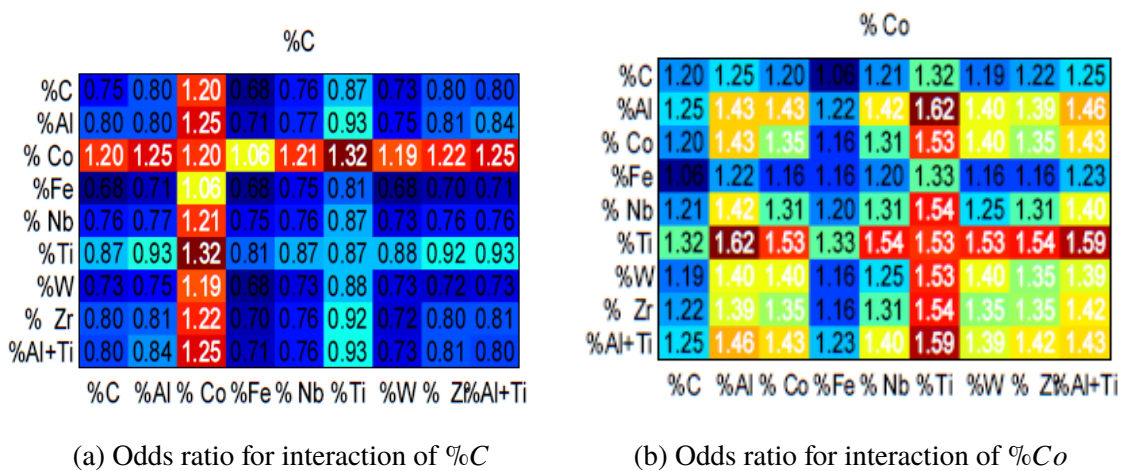 %C
%C 0.75 0.80 1.20 0.68 0.76 0.87 0.73 0.80 0.80
%Al 0.80 0.80 1.25 0.71 0.77 0.93 0.75 0.81 0.84
% Co 1.20 1.25 1.20 1.06 1.21 1.32 1.19 1.22 1.25
%Fe 0.68 0.71 1.06 0.68 0.75 0.81 0.68 0.70 0.71
% Nb 0.76 0.77 1.21 0.75 0.76 0.87 0.73 0.76 0.76
%Ti 0.87 0.93 1.32 0.81 0.87 0.87 0.88 0.92 0.93
%W 0.73 0.75 1.19 0.68 0.73 0.88 0.73 0.72 0.73
% Zr 0.80 0.81 1.22 0.70 0.76 0.92 0.72 0.80 0.81
%Al+Ti 0.80 0.84 1.25 0.71 0.76 0.93 0.73 0.81 0.80
%C %Al % Co %Fe % Nb %Ti %W % Zr %Al+Ti
(a) Odds ratio for interaction of %C
% Co
%C 1.20 1.25 1.20 1.06 1.21 1.32 1.19 1.22 1.25
%Al 1.25 1.43 1.43 1.22 1.42 1.62 1.40 1.39 1.46
% Co 1.20 1.43 1.35 1.16 1.31 1.53 1.40 1.35 1.43
%Fe 1.06 1.22 1.16 1.16 1.20 1.33 1.16 1.16 1.23
% Nb 1.21 1.42 1.31 1.20 1.31 1.54 1.25 1.31 1.40
%Ti 1.32 1.62 1.53 1.33 1.54 1.53 1.53 1.54 1.59
%W 1.19 1.40 1.40 1.16 1.25 1.53 1.40 1.35 1.39
% Zr 1.22 1.39 1.35 1.16 1.31 1.54 1.35 1.35 1.42
%Al+Ti 1.25 1.46 1.43 1.23 1.40 1.59 1.39 1.42 1.43
%C %Al % Co %Fe % Nb %Ti %W % Zr %Al+Ti
(b) Odds ratio for interaction of %Co